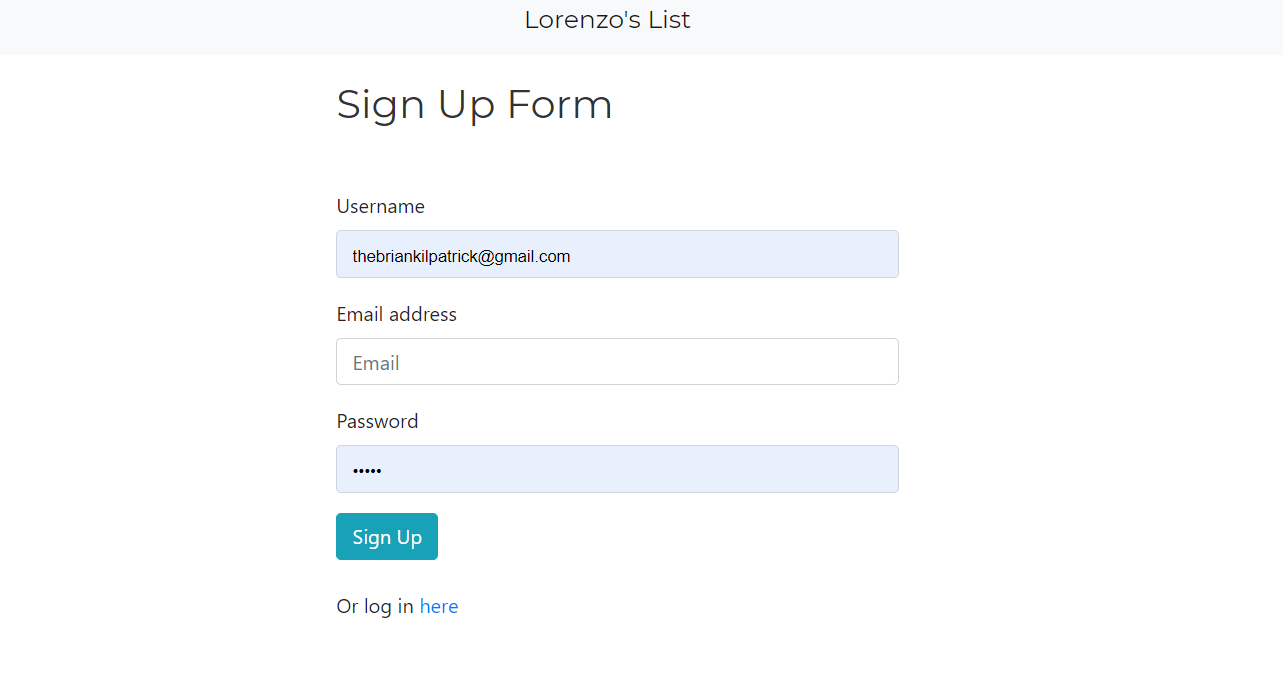 Lorenzo's List
Sign Up Form
Username
thebriankilpatrick@gmail.com
Email address
Email
Password
•••••
Sign Up
Or log in here